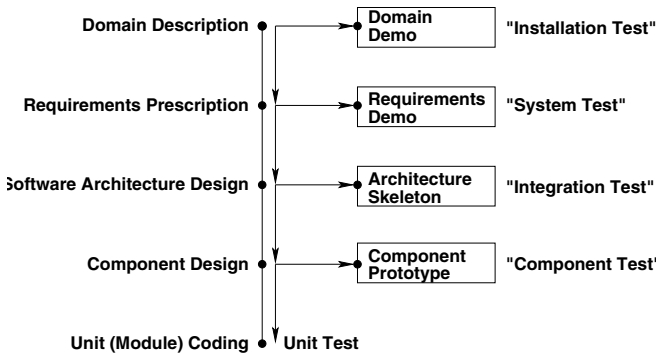 Domain Description
Domain
Demo
"Installation Test"
Requirements Prescription
Requirements
Demo
"System Test"
Software Architecture Design
Architecture
Skeleton
"Integration Test"
Component Design
Component
Prototype
"Component Test"
Unit (Module) Coding
Unit Test